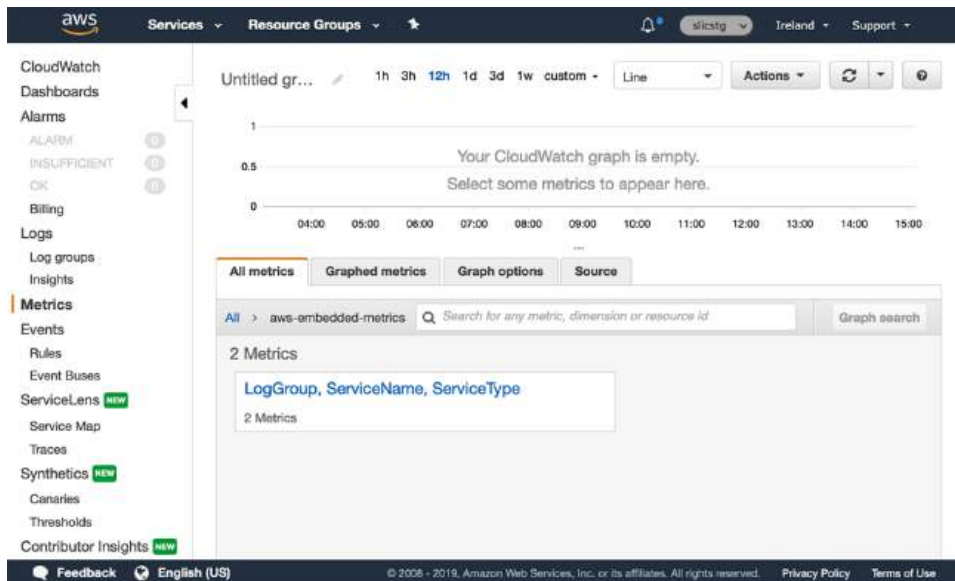 aws Services Resource Groups slicstg Ireland Support
CloudWatch
Dashboards
Alarms
ALARM 0
INSUFFICIENT 0
OK 0
Billing
Logs
Log groups
Insights
Metrics
Events
Rules
Event Buses
ServiceLens NEW
Service Map
Traces
Synthetics NEW
Canaries
Thresholds
Contributor Insights NEW
Untitled gr... 1h 3h 12h 1d 3d 1w custom Line Actions
1
0.5
0
Your CloudWatch graph is empty.
Select some metrics to appear here.
04:00 05:00 06:00 07:00 08:00 09:00 10:00 11:00 12:00 13:00 14:00 15:00
All metrics Graphed metrics Graph options Source
All > aws-embedded-metrics Search for any metric, dimension or resource id Graph search
2 Metrics
LogGroup, ServiceName, ServiceType
2 Metrics
Feedback English (US) © 2008 - 2019, Amazon Web Services, Inc. or its affiliates. All rights reserved. Privacy Policy Terms of Use